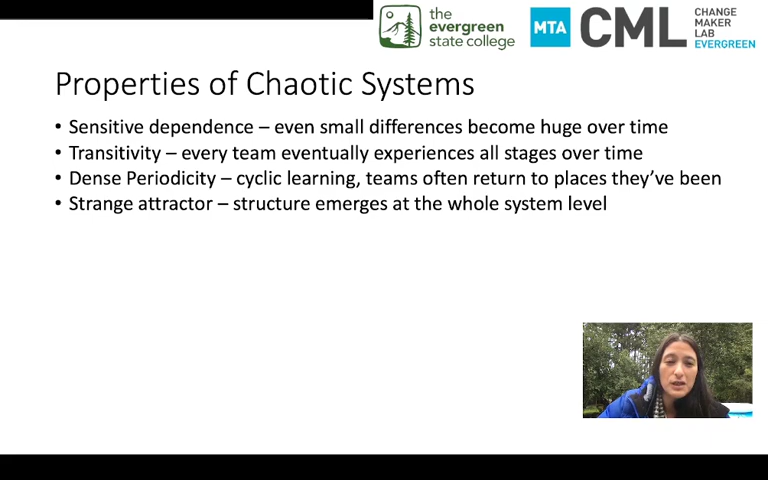 the
evergreen
state college
MTA
CML
CHANGE
MAKER
LAB
EVERGREEN
Properties of Chaotic Systems
• Sensitive dependence – even small differences become huge over time
• Transitivity – every team eventually experiences all stages over time
• Dense Periodicity – cyclic learning, teams often return to places they've been
• Strange attractor – structure emerges at the whole system level